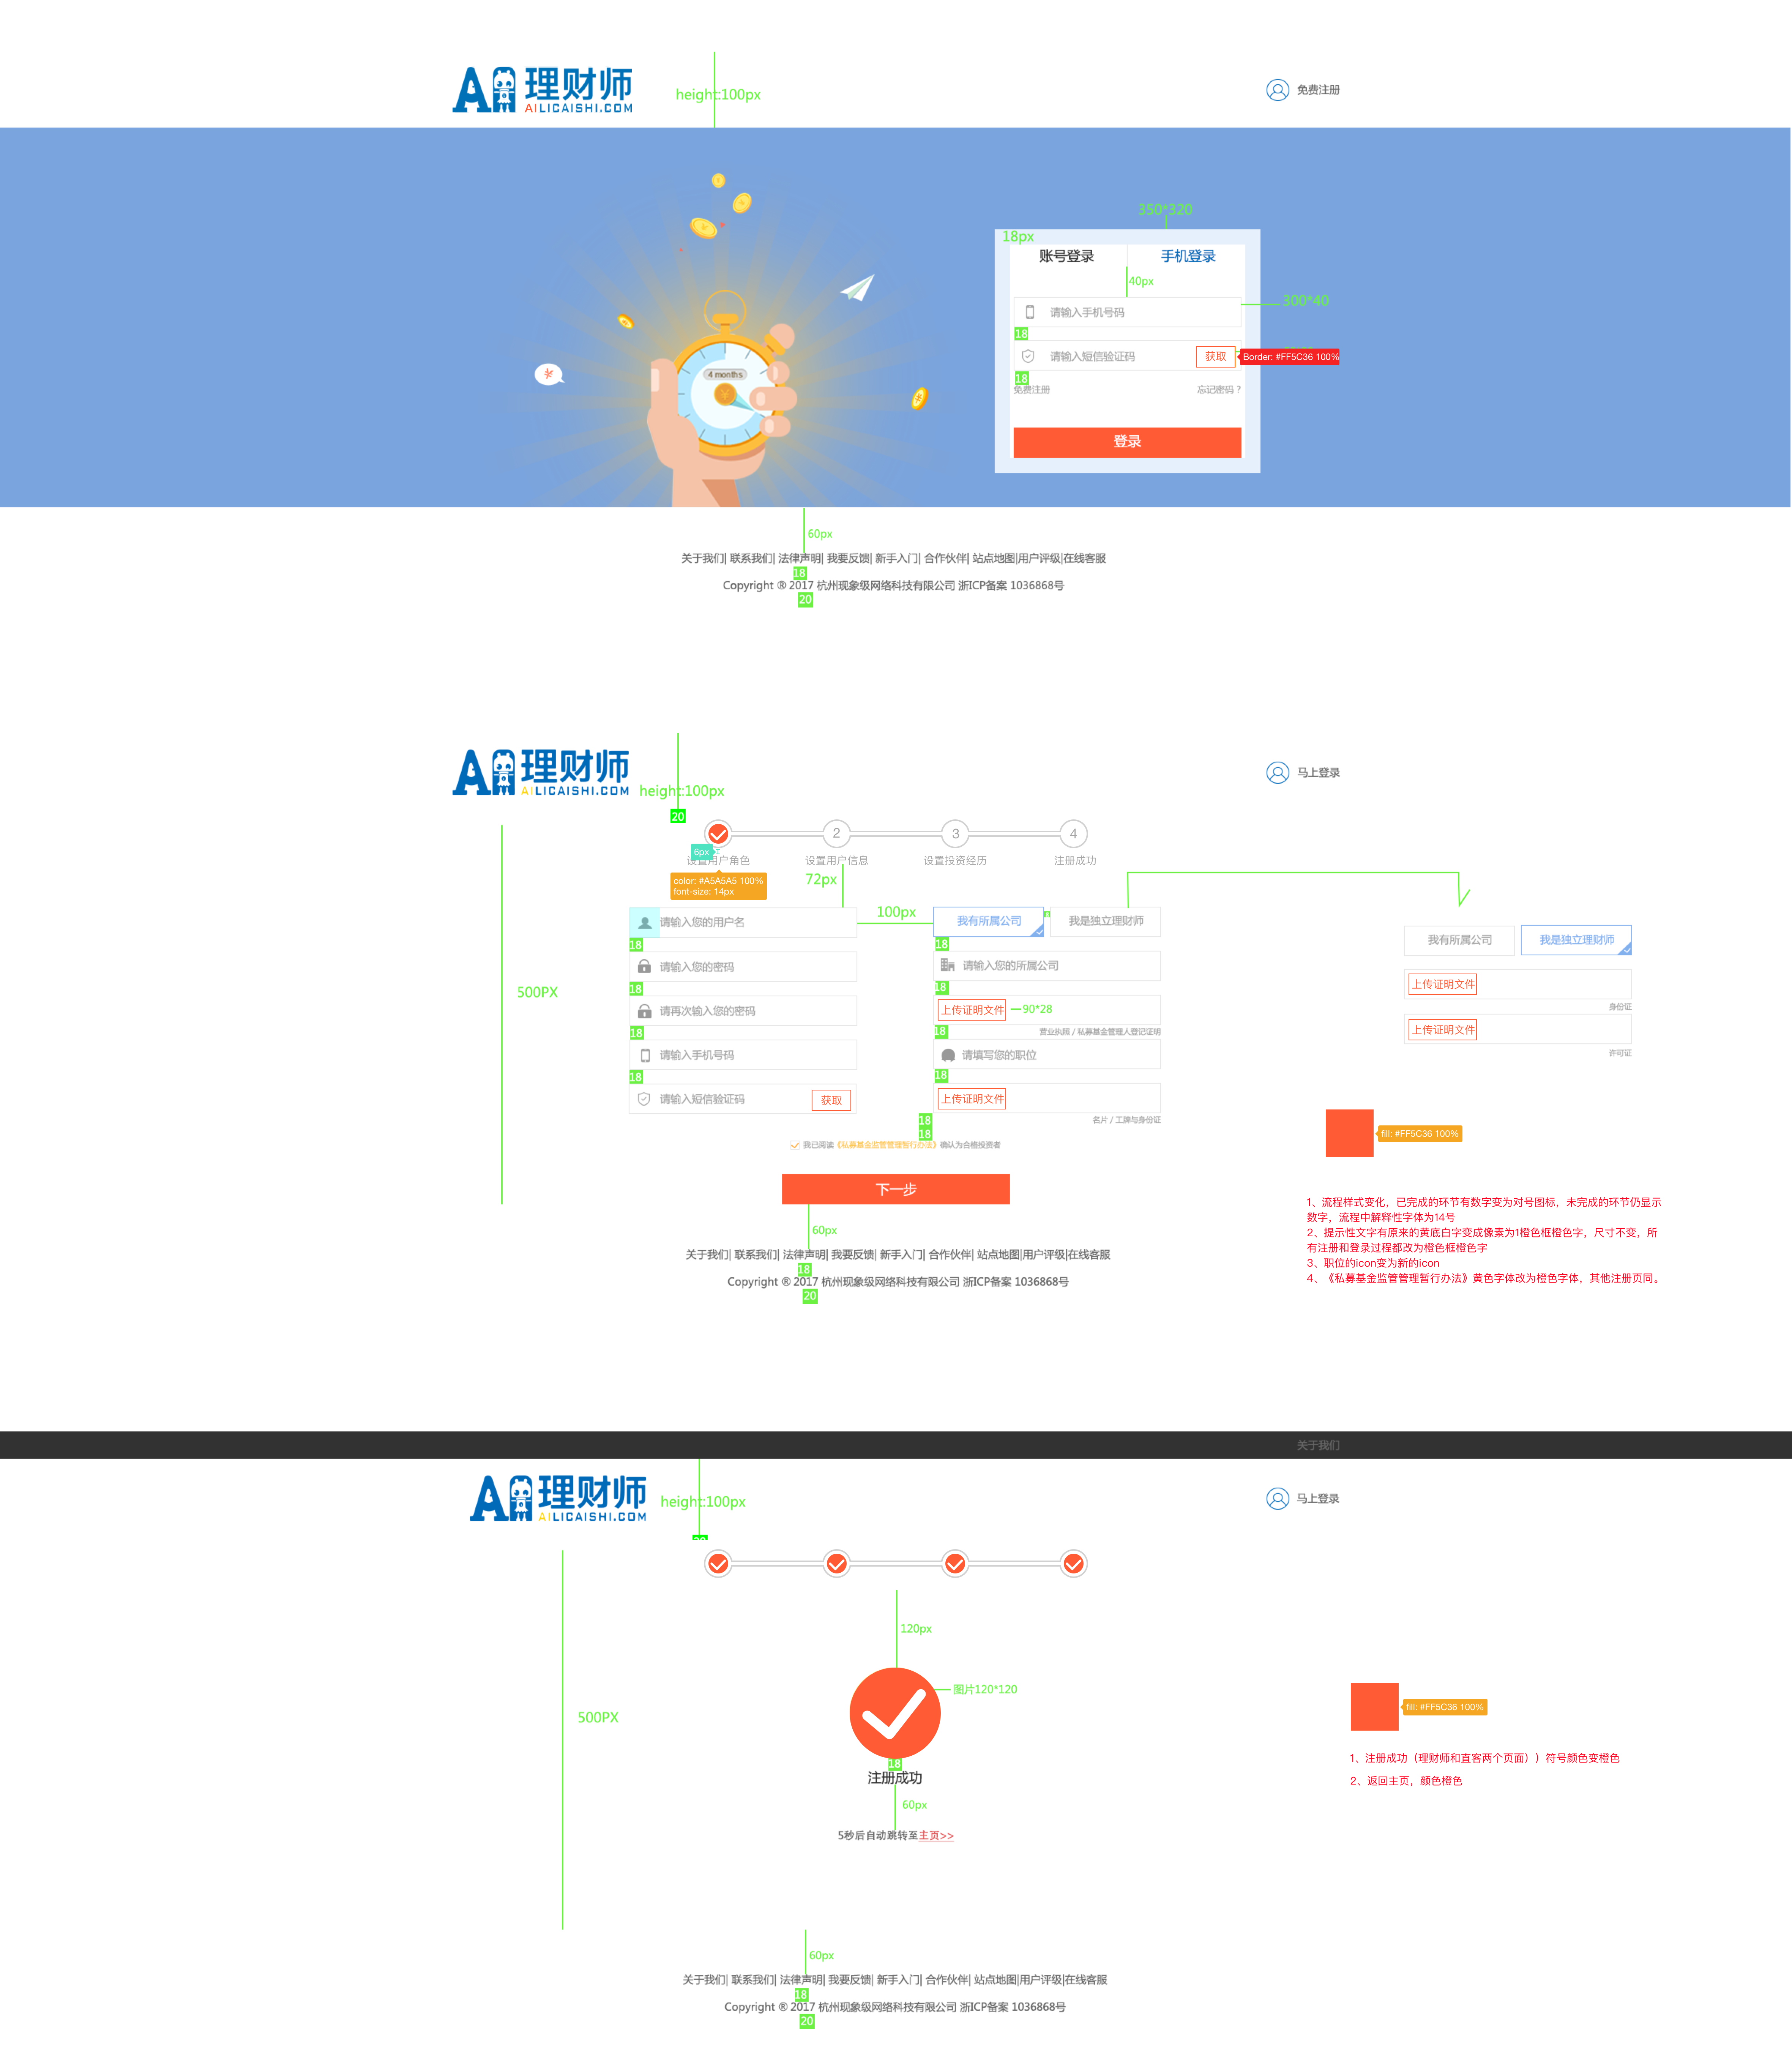 AI理财师
AILICAISHI.COM
height:100px
免费注册
350*320
18px
账号登录
手机登录
40px
300*40
请输入手机号码
18
请输入短信验证码
获取
Border: #FF5C36 100%
18
免费注册
忘记密码？
登录
4 months
60px
关于我们| 联系我们| 法律声明| 我要反馈| 新手入门| 合作伙伴| 站点地图|用户评级|在线客服
18
Copyright ® 2017 杭州现象级网络科技有限公司 浙ICP备案 1036868号
20
AI理财师
AILICAISHI.COM
height:100px
马上登录
20
2
3
4
6px
设置用户角色
设置用户信息
设置投资经历
注册成功
color: #A5A5A5 100%
font-size: 14px
72px
100px
500PX
请输入您的用户名
18
请输入您的密码
18
请再次输入您的密码
18
请输入手机号码
18
请输入短信验证码
获取
我有所属公司
我是独立理财师
18
请输入您的所属公司
18
上传证明文件
90*28
18
营业执照 / 私募基金管理人登记证明
请填写您的职位
18
上传证明文件
18
名片 / 工牌与身份证
18
我有所属公司
我是独立理财师
上传证明文件
身份证
上传证明文件
许可证
我已阅读《私募基金监管管理暂行办法》确认为合格投资者
下一步
fill: #FF5C36 100%
1、流程样式变化，已完成的环节有数字变为对号图标，未完成的环节仍显示
数字，流程中解释性字体为14号
2、提示性文字有原来的黄底白字变成像素为1橙色框橙色字，尺寸不变，所
有注册和登录过程都改为橙色框橙色字
3、职位的icon变为新的icon
4、《私募基金监管管理暂行办法》黄色字体改为橙色字体，其他注册页同。
60px
关于我们| 联系我们| 法律声明| 我要反馈| 新手入门| 合作伙伴| 站点地图|用户评级|在线客服
18
Copyright ® 2017 杭州现象级网络科技有限公司 浙ICP备案 1036868号
20
关于我们
AI理财师
AILICAISHI.COM
height:100px
马上登录
120px
图片120*120
500PX
18
注册成功
60px
5秒后自动跳转至主页>>
fill: #FF5C36 100%
1、注册成功（理财师和直客两个页面））符号颜色变橙色
2、返回主页，颜色橙色
60px
关于我们| 联系我们| 法律声明| 我要反馈| 新手入门| 合作伙伴| 站点地图|用户评级|在线客服
18
Copyright ® 2017 杭州现象级网络科技有限公司 浙ICP备案 1036868号
20